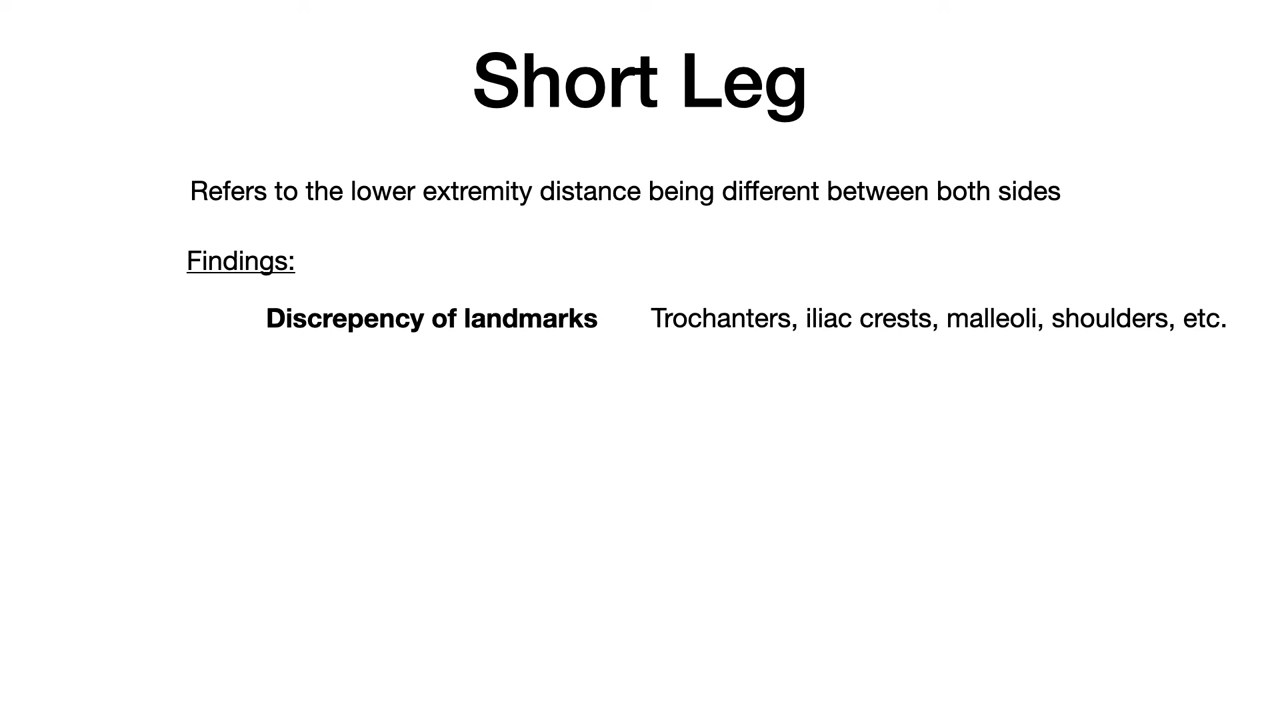 Short Leg
Refers to the lower extremity distance being different between both sides
Findings:
Discrepency of landmarks Trochanters, iliac crests, malleoli, shoulders, etc.